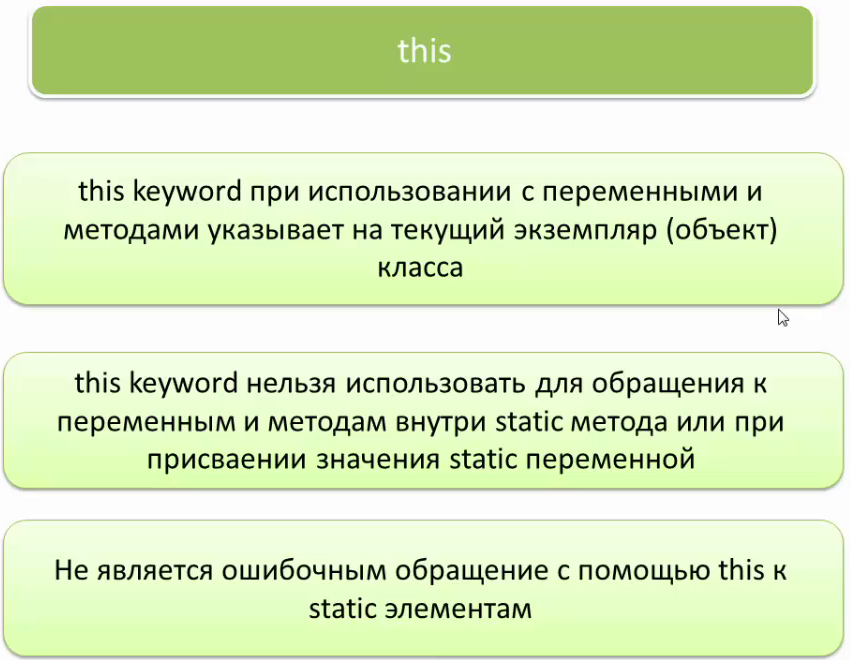 this
this keyword при использовании с переменными и
методами указывает на текущий экземпляр (объект)
класса
this keyword нельзя использовать для обращения к
переменным и методам внутри static метода или при
присваении значения static переменной
Не является ошибочным обращение с помощью this к
static элементам